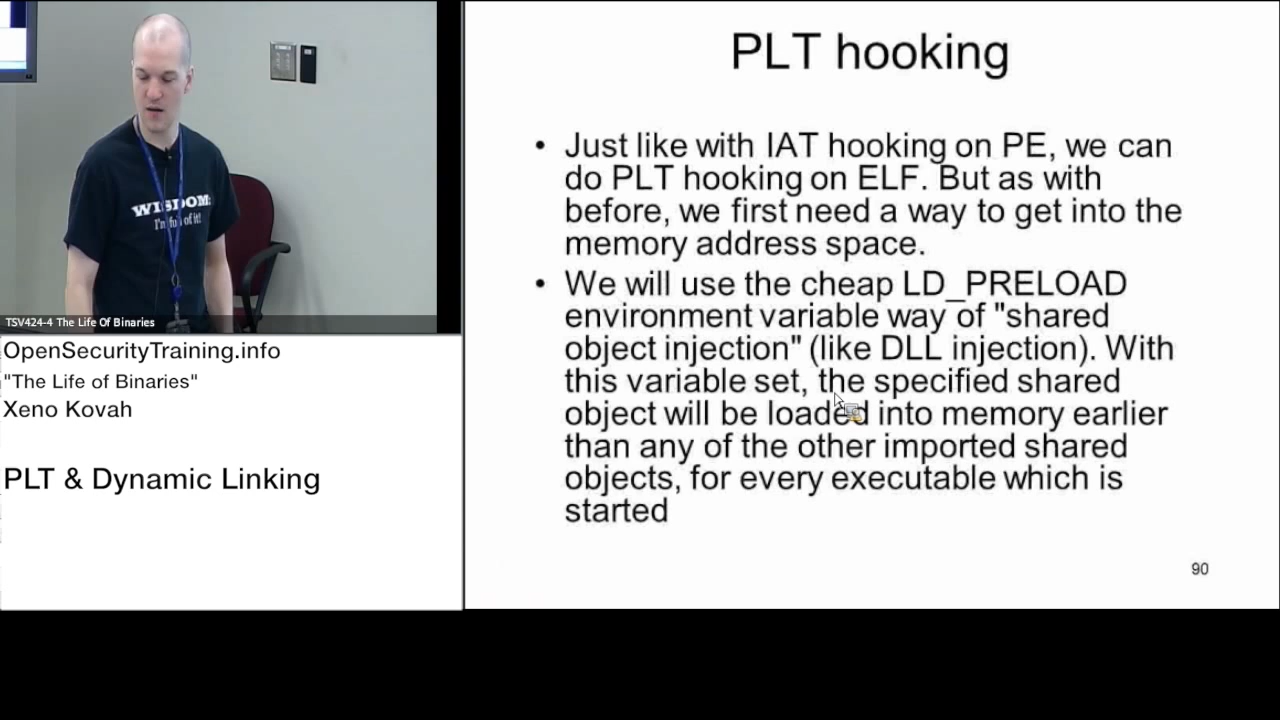 WISDOM:
I'm full of it!
TSV424-4 The Life Of Binaries
OpenSecurityTraining.info
"The Life of Binaries"
Xeno Kovah
PLT & Dynamic Linking
PLT hooking
• Just like with IAT hooking on PE, we can
do PLT hooking on ELF. But as with
before, we first need a way to get into the
memory address space.
• We will use the cheap LD_PRELOAD
environment variable way of "shared
object injection" (like DLL injection). With
this variable set, the specified shared
object will be loaded into memory earlier
than any of the other imported shared
objects, for every executable which is
started
90